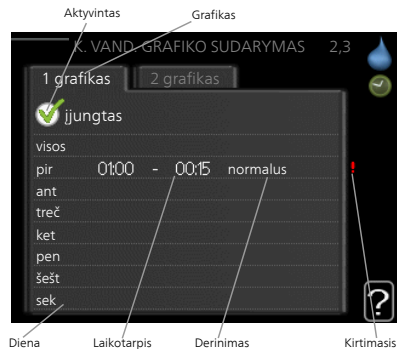 Aktyvintas Grafikas
K. VAND. GRAFIKO SUDARYMAS 2,3
1 grafikas 2 grafikas
įjungtas
visos
pir 01:00 - 00:15 normalus !
ant
treč
ket
pen
šešt
sek ?
Diena Laikotarpis Derinimas Kirtimasis